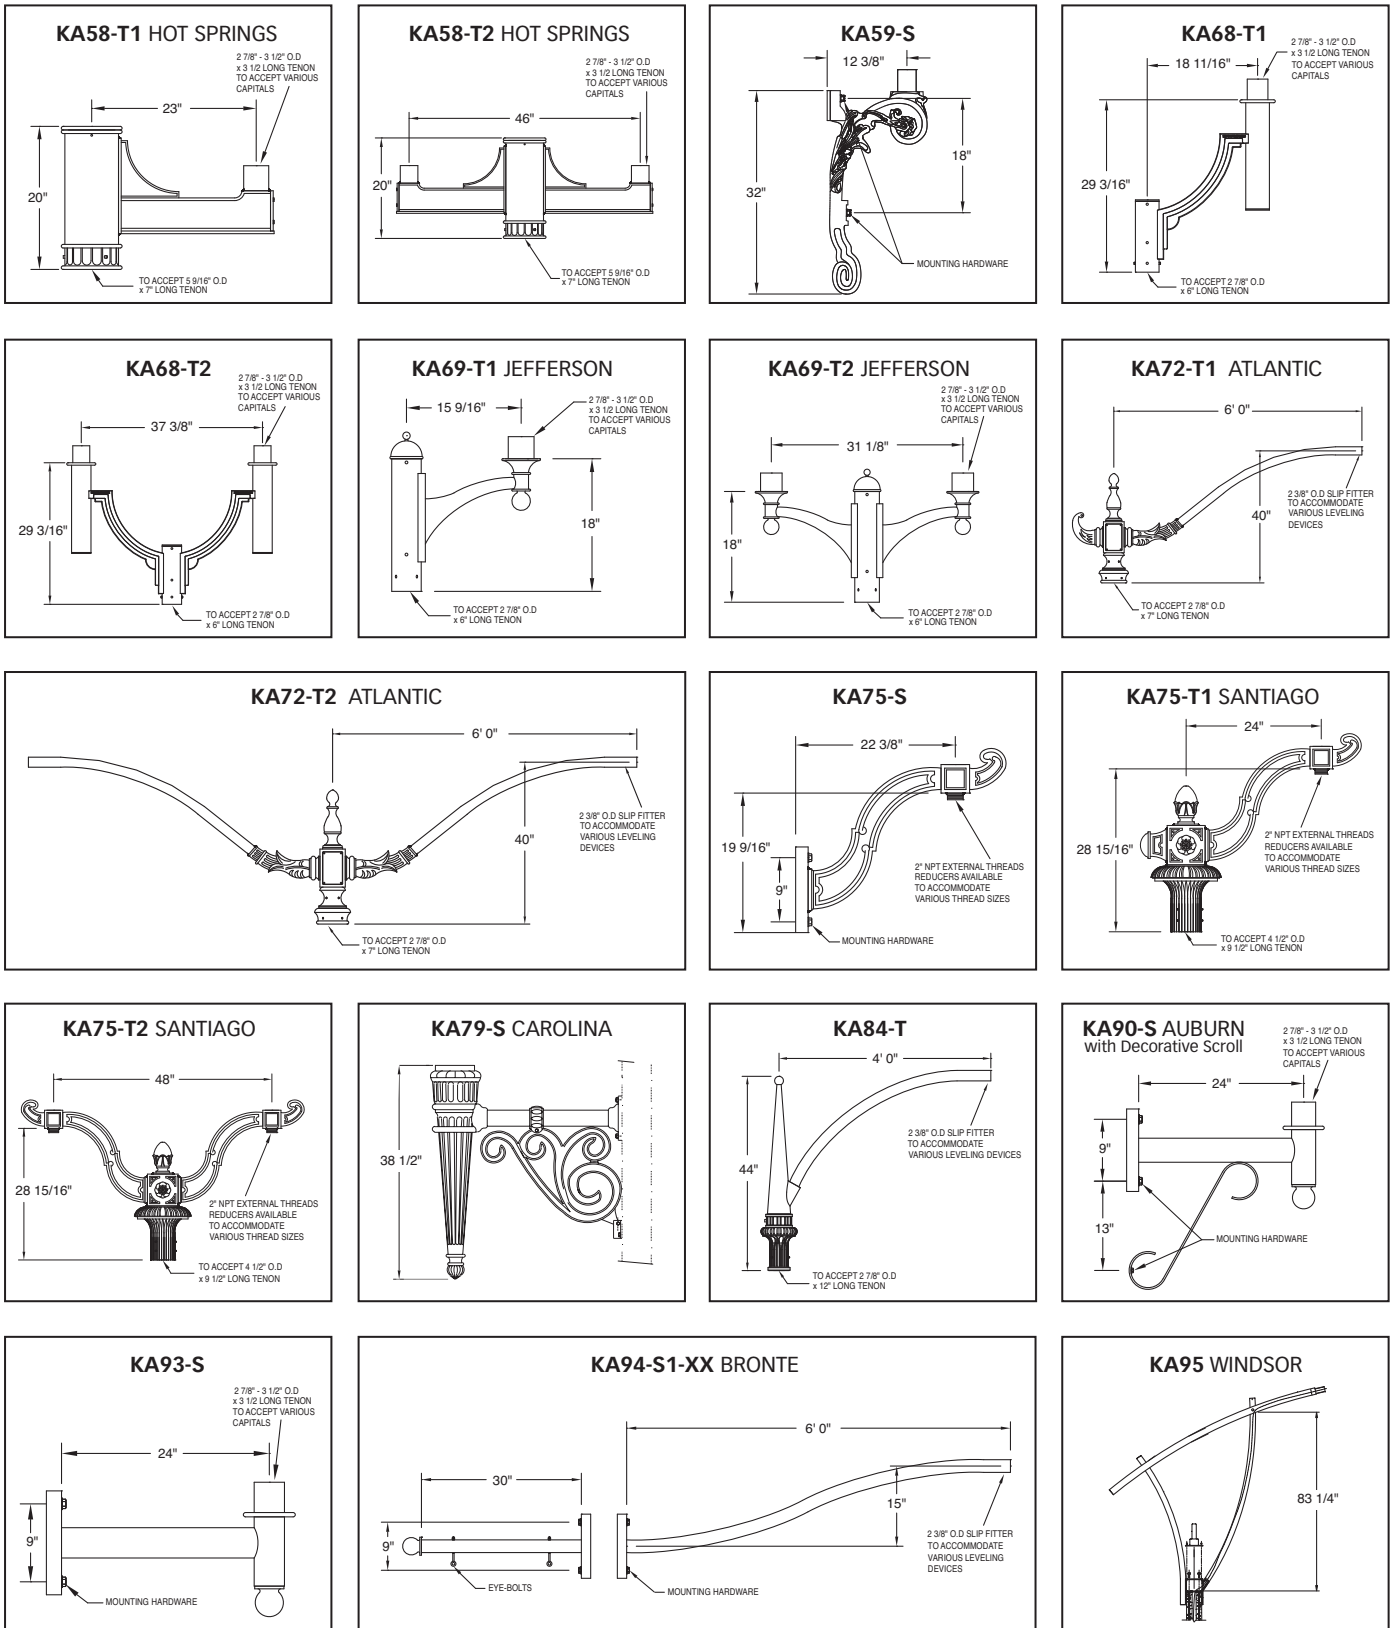 KA58-T1 HOT SPRINGS
2 7/8" - 3 1/2" O.D
x 3 1/2 LONG TENON
TO ACCEPT VARIOUS
CAPITALS
23"
20"
TO ACCEPT 5 9/16" O.D
x 7" LONG TENON
KA58-T2 HOT SPRINGS
2 7/8" - 3 1/2" O.D
x 3 1/2 LONG TENON
TO ACCEPT VARIOUS
CAPITALS
46"
20"
TO ACCEPT 5 9/16" O.D
x 7" LONG TENON
KA59-S
12 3/8"
18"
32"
MOUNTING HARDWARE
KA68-T1
2 7/8" - 3 1/2" O.D
x 3 1/2 LONG TENON
TO ACCEPT VARIOUS
CAPITALS
18 11/16"
29 3/16"
TO ACCEPT 2 7/8" O.D
x 6" LONG TENON
KA68-T2
2 7/8" - 3 1/2" O.D
x 3 1/2 LONG TENON
TO ACCEPT VARIOUS
CAPITALS
37 3/8"
29 3/16"
TO ACCEPT 2 7/8" O.D
x 6" LONG TENON
KA69-T1 JEFFERSON
2 7/8" - 3 1/2" O.D
x 3 1/2 LONG TENON
TO ACCEPT VARIOUS
CAPITALS
15 9/16"
18"
TO ACCEPT 2 7/8" O.D
x 6" LONG TENON
KA69-T2 JEFFERSON
2 7/8" - 3 1/2" O.D
x 3 1/2 LONG TENON
TO ACCEPT VARIOUS
CAPITALS
31 1/8"
18"
TO ACCEPT 2 7/8" O.D
x 6" LONG TENON
KA72-T1 ATLANTIC
6' 0"
2 3/8" O.D SLIP FITTER
TO ACCOMMODATE
VARIOUS LEVELING
DEVICES
40"
TO ACCEPT 2 7/8" O.D
x 7" LONG TENON
KA72-T2 ATLANTIC
6' 0"
2 3/8" O.D SLIP FITTER
TO ACCOMMODATE
VARIOUS LEVELING
DEVICES
40"
TO ACCEPT 2 7/8" O.D
x 7" LONG TENON
KA75-S
22 3/8"
19 9/16"
9"
2" NPT EXTERNAL THREADS
REDUCERS AVAILABLE
TO ACCOMMODATE
VARIOUS THREAD SIZES
MOUNTING HARDWARE
KA75-T1 SANTIAGO
24"
28 15/16"
2" NPT EXTERNAL THREADS
REDUCERS AVAILABLE
TO ACCOMMODATE
VARIOUS THREAD SIZES
TO ACCEPT 4 1/2" O.D
x 9 1/2" LONG TENON
KA75-T2 SANTIAGO
48"
28 15/16"
2" NPT EXTERNAL THREADS
REDUCERS AVAILABLE
TO ACCOMMODATE
VARIOUS THREAD SIZES
TO ACCEPT 4 1/2" O.D
x 9 1/2" LONG TENON
KA79-S CAROLINA
38 1/2"
KA84-T
4' 0"
2 3/8" O.D SLIP FITTER
TO ACCOMMODATE
VARIOUS LEVELING DEVICES
44"
TO ACCEPT 2 7/8" O.D
x 12" LONG TENON
KA90-S AUBURN
with Decorative Scroll
2 7/8" - 3 1/2" O.D
x 3 1/2 LONG TENON
TO ACCEPT VARIOUS
CAPITALS
24"
9"
13"
MOUNTING HARDWARE
KA93-S
2 7/8" - 3 1/2" O.D
x 3 1/2 LONG TENON
TO ACCEPT VARIOUS
CAPITALS
24"
9"
MOUNTING HARDWARE
KA94-S1-XX BRONTE
6' 0"
30"
15"
9"
2 3/8" O.D SLIP FITTER
TO ACCOMMODATE
VARIOUS LEVELING
DEVICES
EYE-BOLTS
MOUNTING HARDWARE
KA95 WINDSOR
83 1/4"